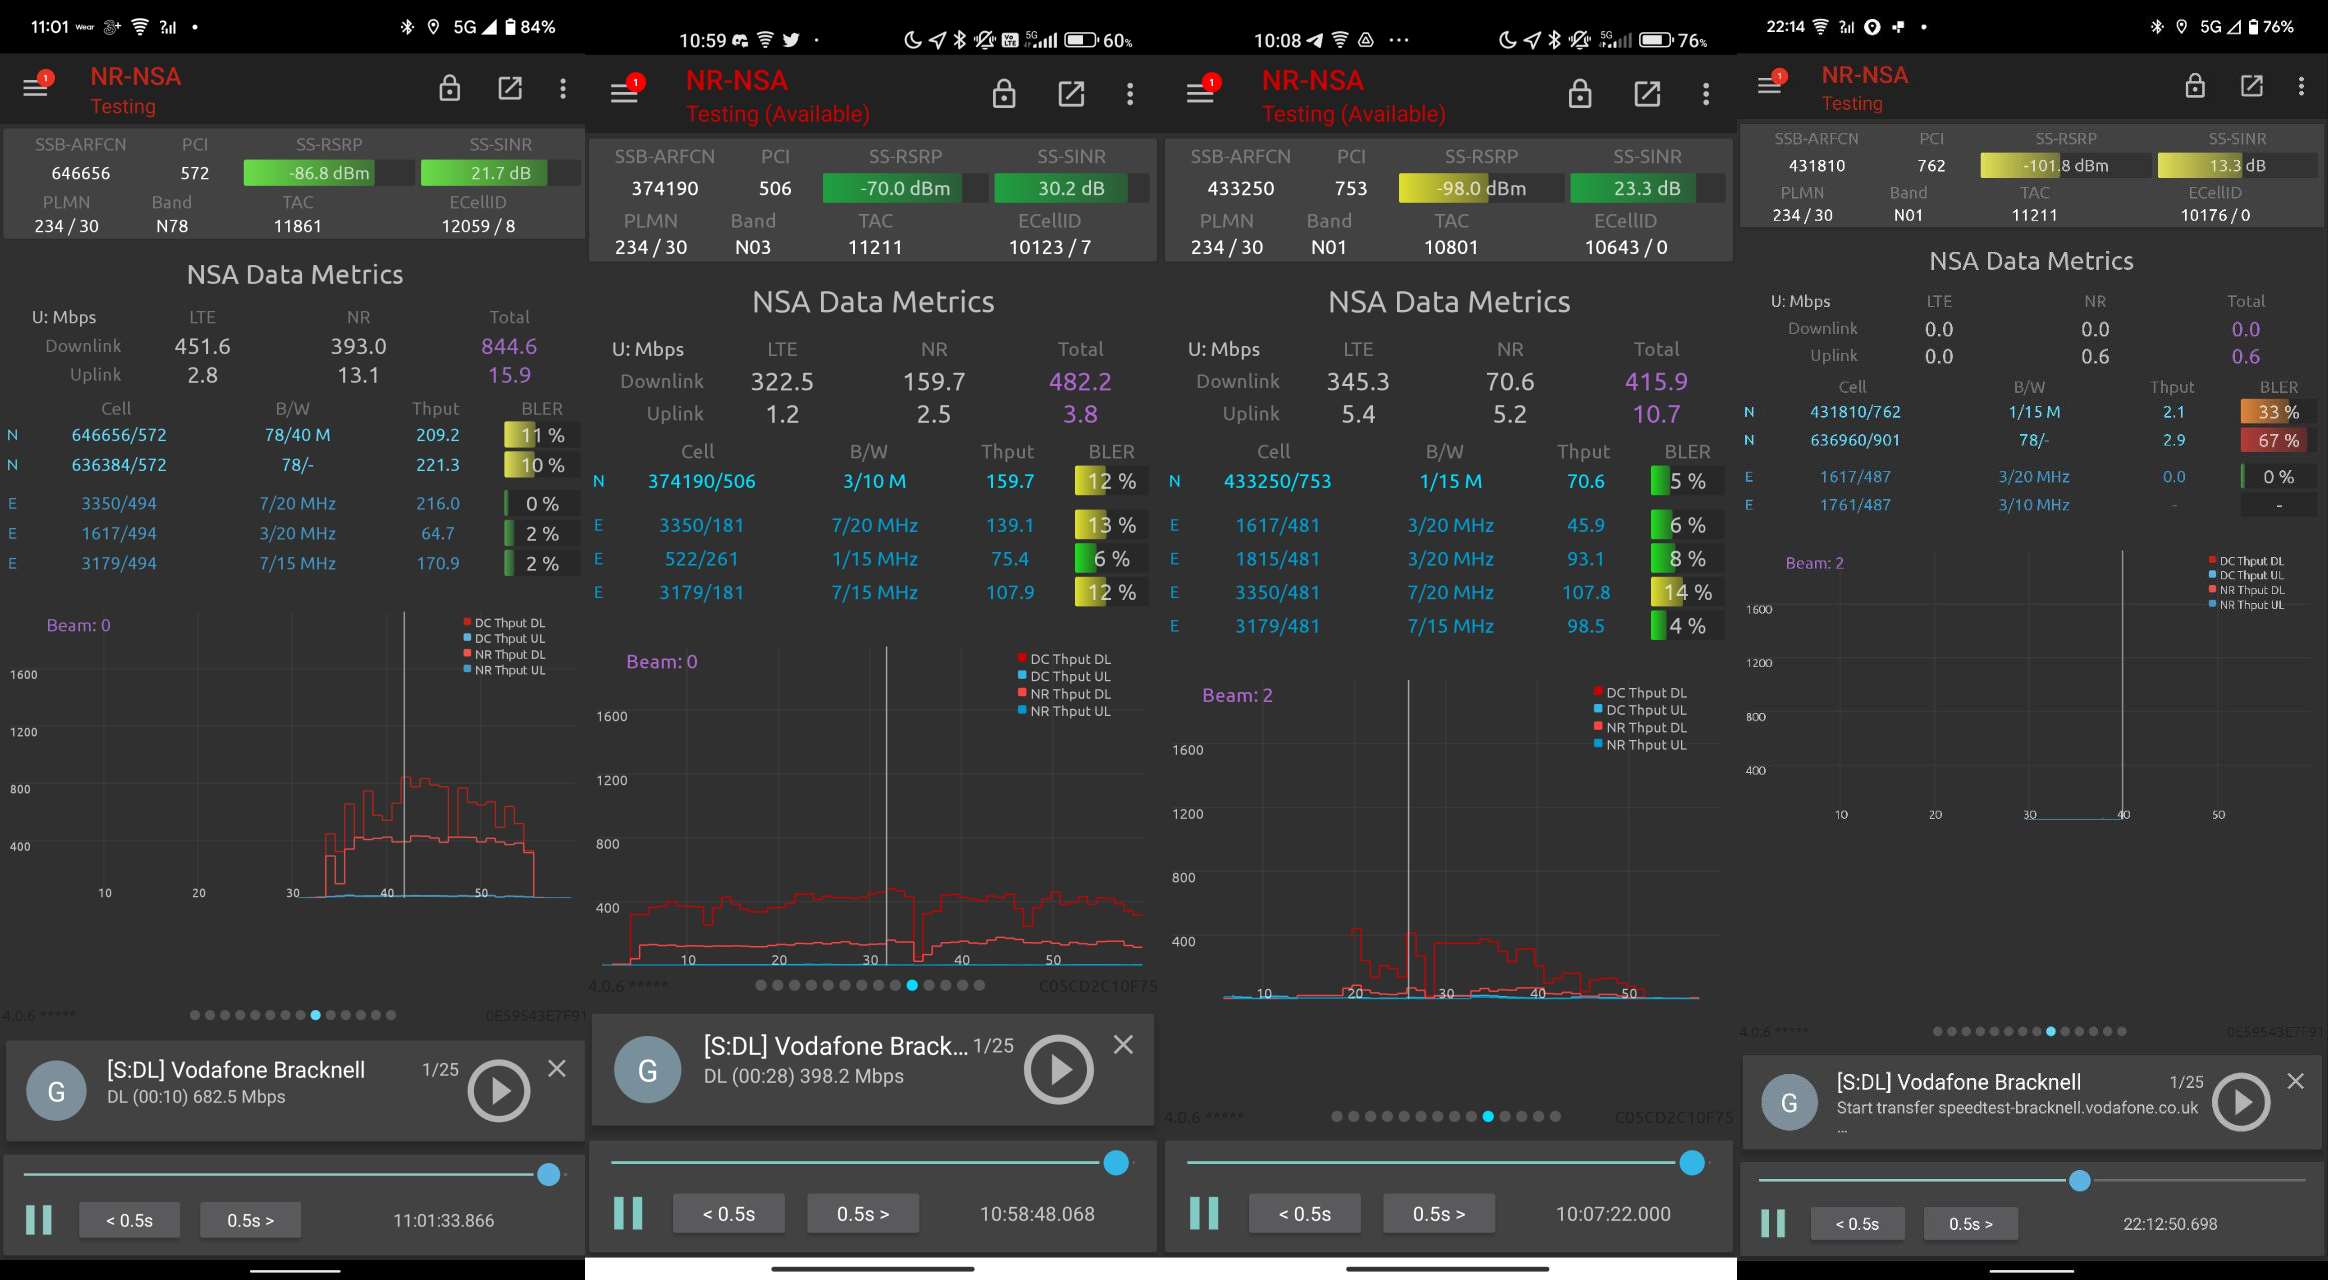 11:01 Wear 3+ ? 5G 84%
NR-NSA
1
Testing
SSB-ARFCN PCI SS-RSRP SS-SINR
646656 572 -86.8 dBm 21.7 dB
PLMN Band TAC ECellID
234 / 30 N78 11861 12059 / 8
NSA Data Metrics
U: Mbps LTE NR Total
Downlink 451.6 393.0 844.6
Uplink 2.8 13.1 15.9
Cell B/W Thput BLER
N 646656/572 78/40 M 209.2 11 %
N 636384/572 78/- 221.3 10 %
E 3350/494 7/20 MHz 216.0 0 %
E 1617/494 3/20 MHz 64.7 2 %
E 3179/494 7/15 MHz 170.9 2 %
Beam: 0
DC Thput DL
DC Thput UL
NR Thput DL
NR Thput UL
1600
1200
800
400
10 20 30 40 50
4.0.6 ***** 0E59543E7F91
G
[S:DL] Vodafone Bracknell 1/25
DL (00:10) 682.5 Mbps
< 0.5s 0.5s > 11:01:33.866
10:59 Vo LTE 5G 60%
NR-NSA
1
Testing (Available)
SSB-ARFCN PCI SS-RSRP SS-SINR
374190 506 -70.0 dBm 30.2 dB
PLMN Band TAC ECellID
234 / 30 N03 11211 10123 / 7
NSA Data Metrics
U: Mbps LTE NR Total
Downlink 322.5 159.7 482.2
Uplink 1.2 2.5 3.8
Cell B/W Thput BLER
N 374190/506 3/10 M 159.7 12 %
E 3350/181 7/20 MHz 139.1 13 %
E 522/261 1/15 MHz 75.4 6 %
E 3179/181 7/15 MHz 107.9 12 %
Beam: 0
DC Thput DL
DC Thput UL
NR Thput DL
NR Thput UL
1600
1200
800
400
10 20 30 40 50
4.0.6 ***** C05CD2C10F75
G
[S:DL] Vodafone Brack... 1/25
DL (00:28) 398.2 Mbps
< 0.5s 0.5s > 10:58:48.068
10:08 5G 76%
NR-NSA
1
Testing (Available)
SSB-ARFCN PCI SS-RSRP SS-SINR
433250 753 -98.0 dBm 23.3 dB
PLMN Band TAC ECellID
234 / 30 N01 10801 10643 / 0
NSA Data Metrics
U: Mbps LTE NR Total
Downlink 345.3 70.6 415.9
Uplink 5.4 5.2 10.7
Cell B/W Thput BLER
N 433250/753 1/15 M 70.6 5 %
E 1617/481 3/20 MHz 45.9 6 %
E 1815/481 3/20 MHz 93.1 8 %
E 3350/481 7/20 MHz 107.8 14 %
E 3179/481 7/15 MHz 98.5 4 %
Beam: 2
DC Thput DL
DC Thput UL
NR Thput DL
NR Thput UL
1600
1200
800
400
10 20 30 40 50
4.0.6 ***** C05CD2C10F75
< 0.5s 0.5s > 10:07:22.000
22:14 ? 5G 76%
NR-NSA
1
Testing
SSB-ARFCN PCI SS-RSRP SS-SINR
431810 762 -101.8 dBm 13.3 dB
PLMN Band TAC ECellID
234 / 30 N01 11211 10176 / 0
NSA Data Metrics
U: Mbps LTE NR Total
Downlink 0.0 0.0 0.0
Uplink 0.0 0.6 0.6
Cell B/W Thput BLER
N 431810/762 1/15 M 2.1 33 %
N 636960/901 78/- 2.9 67 %
E 1617/487 3/20 MHz 0.0 0 %
E 1761/487 3/10 MHz - -
Beam: 2
DC Thput DL
DC Thput UL
NR Thput DL
NR Thput UL
1600
1200
800
400
10 20 30 40 50
4.0.6 ***** 0E59543E7F91
G
[S:DL] Vodafone Bracknell 1/25
Start transfer speedtest-bracknell.vodafone.co.uk
...
< 0.5s 0.5s > 22:12:50.698